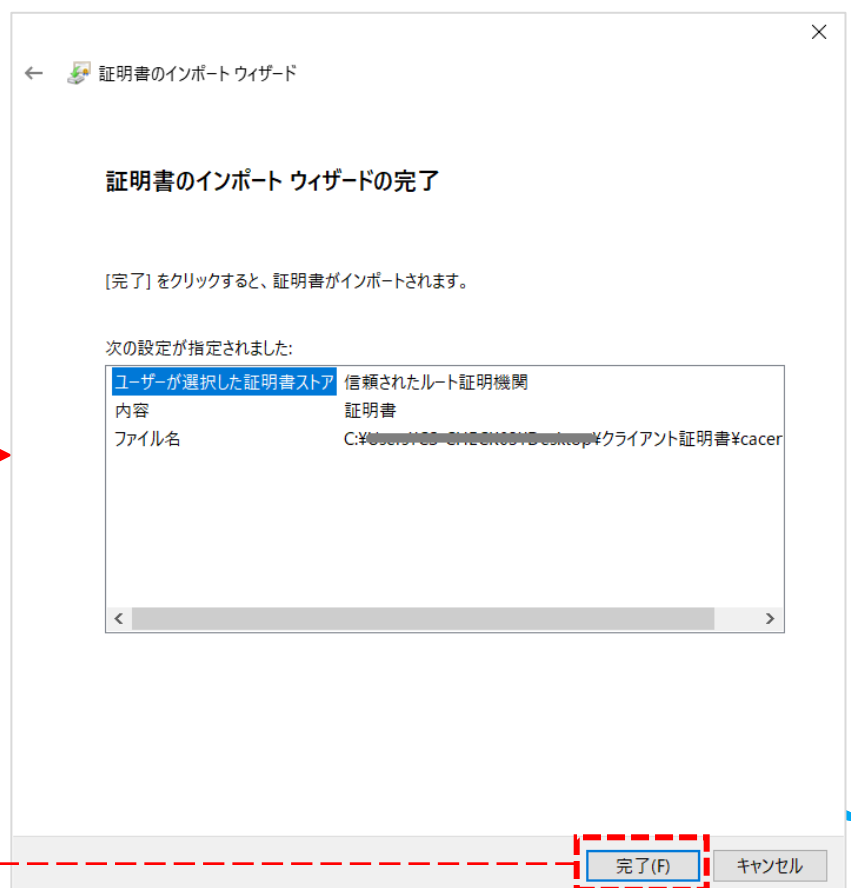 証明書のインポート ウィザード
証明書のインポート ウィザードの完了
[完了] をクリックすると、証明書がインポートされます。
次の設定が指定されました:
ユーザーが選択した証明書ストア 信頼されたルート証明機関
内容 証明書
ファイル名 C:¥ ¥クライアント証明書¥cacer
完了(F) キャンセル